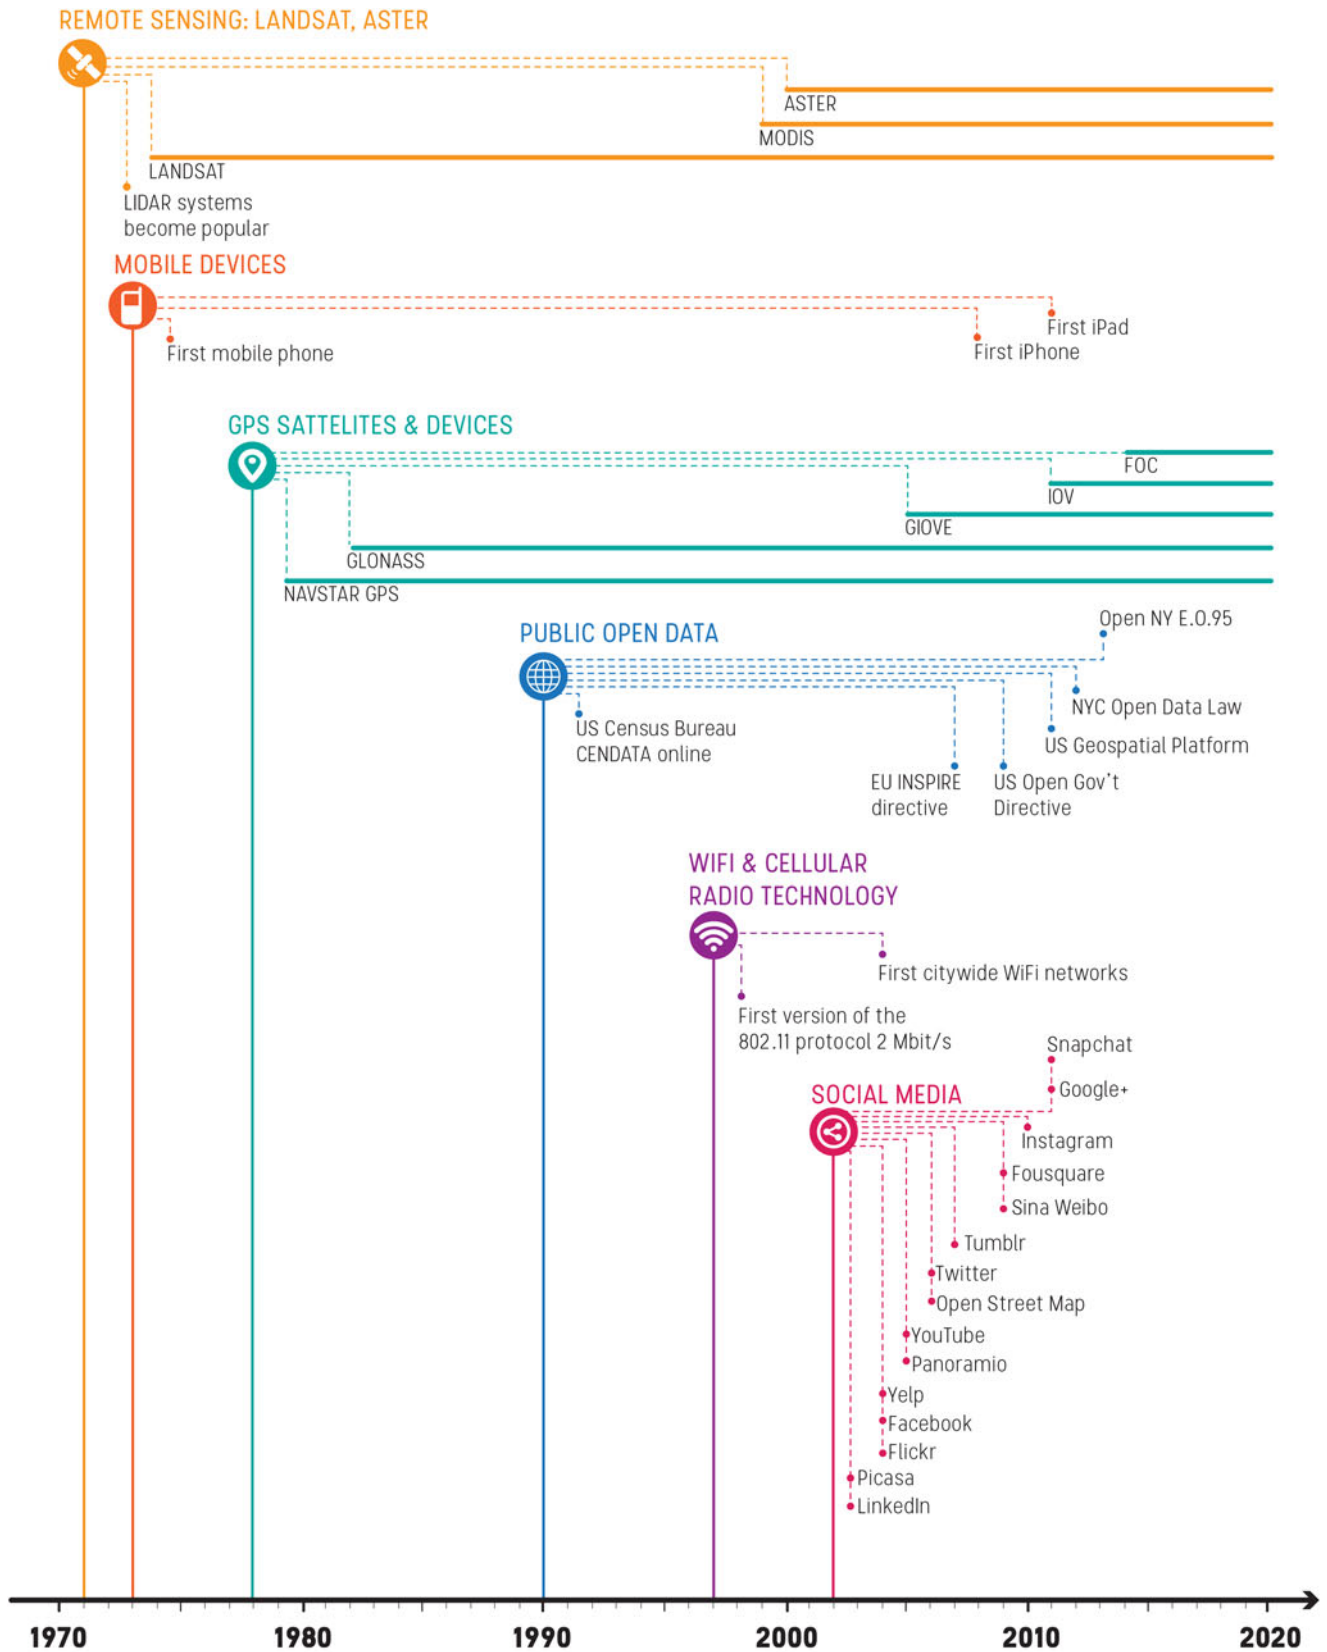 REMOTE SENSING: LANDSAT, ASTER
ASTER
MODIS
LANDSAT
LIDAR systems
become popular
MOBILE DEVICES
First iPad
First iPhone
First mobile phone
GPS SATTELITES & DEVICES
FOC
IOV
GIOVE
GLONASS
NAVSTAR GPS
Open NY E.O.95
PUBLIC OPEN DATA
NYC Open Data Law
US Census Bureau
CENDATA online
US Geospatial Platform
EU INSPIRE
directive
US Open Gov't
Directive
WIFI & CELLULAR
RADIO TECHNOLOGY
First citywide WiFi networks
First version of the
802.11 protocol 2 Mbit/s
Snapchat
Google+
SOCIAL MEDIA
Instagram
Fousquare
Sina Weibo
Tumblr
Twitter
Open Street Map
YouTube
Panoramio
Yelp
Facebook
Flickr
Picasa
LinkedIn
1970 1980 1990 2000 2010 2020